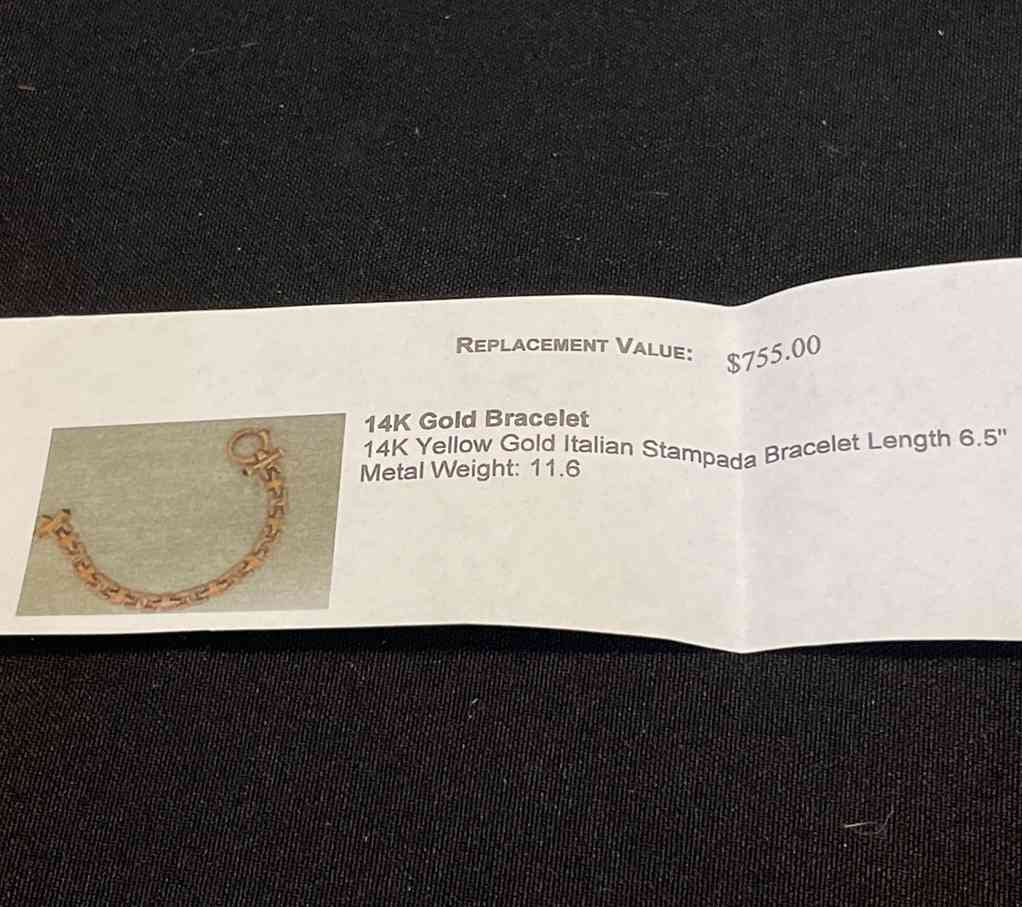 REPLACEMENT VALUE: $755.00
14K Gold Bracelet
14K Yellow Gold Italian Stampada Bracelet Length 6.5"
Metal Weight: 11.6